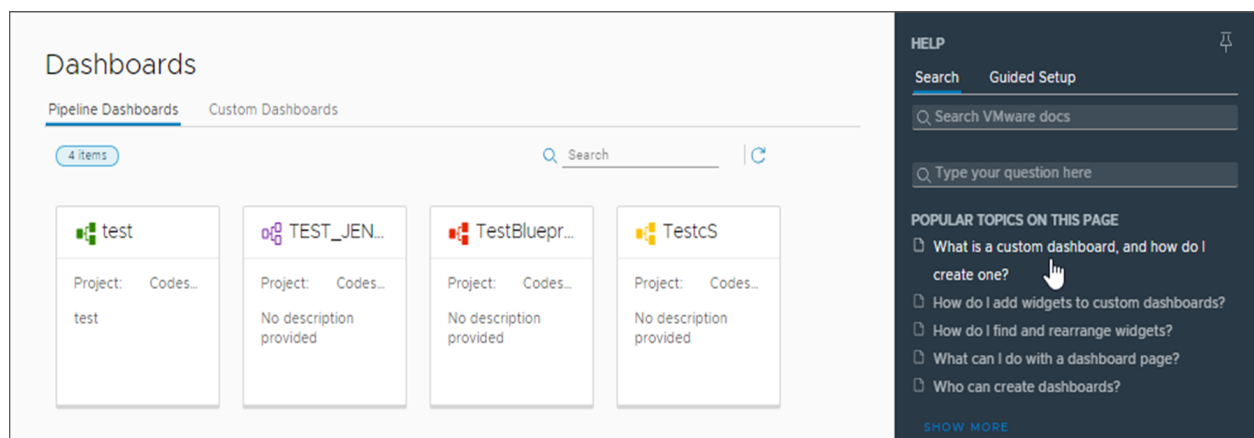 Dashboards
Pipeline Dashboards Custom Dashboards
4 items
Search
test
Project: Codes...
test
TEST_JEN...
Project: Codes...
No description
provided
TestBluepr...
Project: Codes...
No description
provided
TestcS
Project: Codes...
No description
provided
HELP
Search Guided Setup
Search VMware docs
Type your question here
POPULAR TOPICS ON THIS PAGE
What is a custom dashboard, and how do I
create one?
How do I add widgets to custom dashboards?
How do I find and rearrange widgets?
What can I do with a dashboard page?
Who can create dashboards?
SHOW MORE